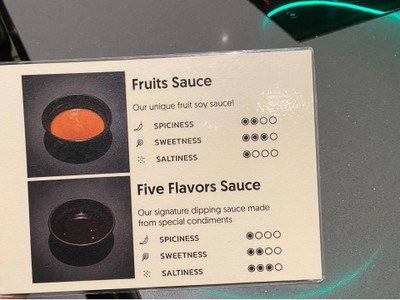 Fruits Sauce
Our unique fruit soy sauce!
SPICINESS
SWEETNESS
SALTINESS
Five Flavors Sauce
Our signature dipping sauce made
from special condiments
SPICINESS
SWEETNESS
SALTINESS